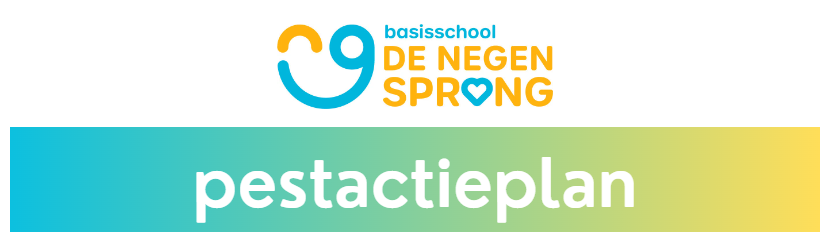 basisschool
DE NEGEN
SPRONG
pestactieplan